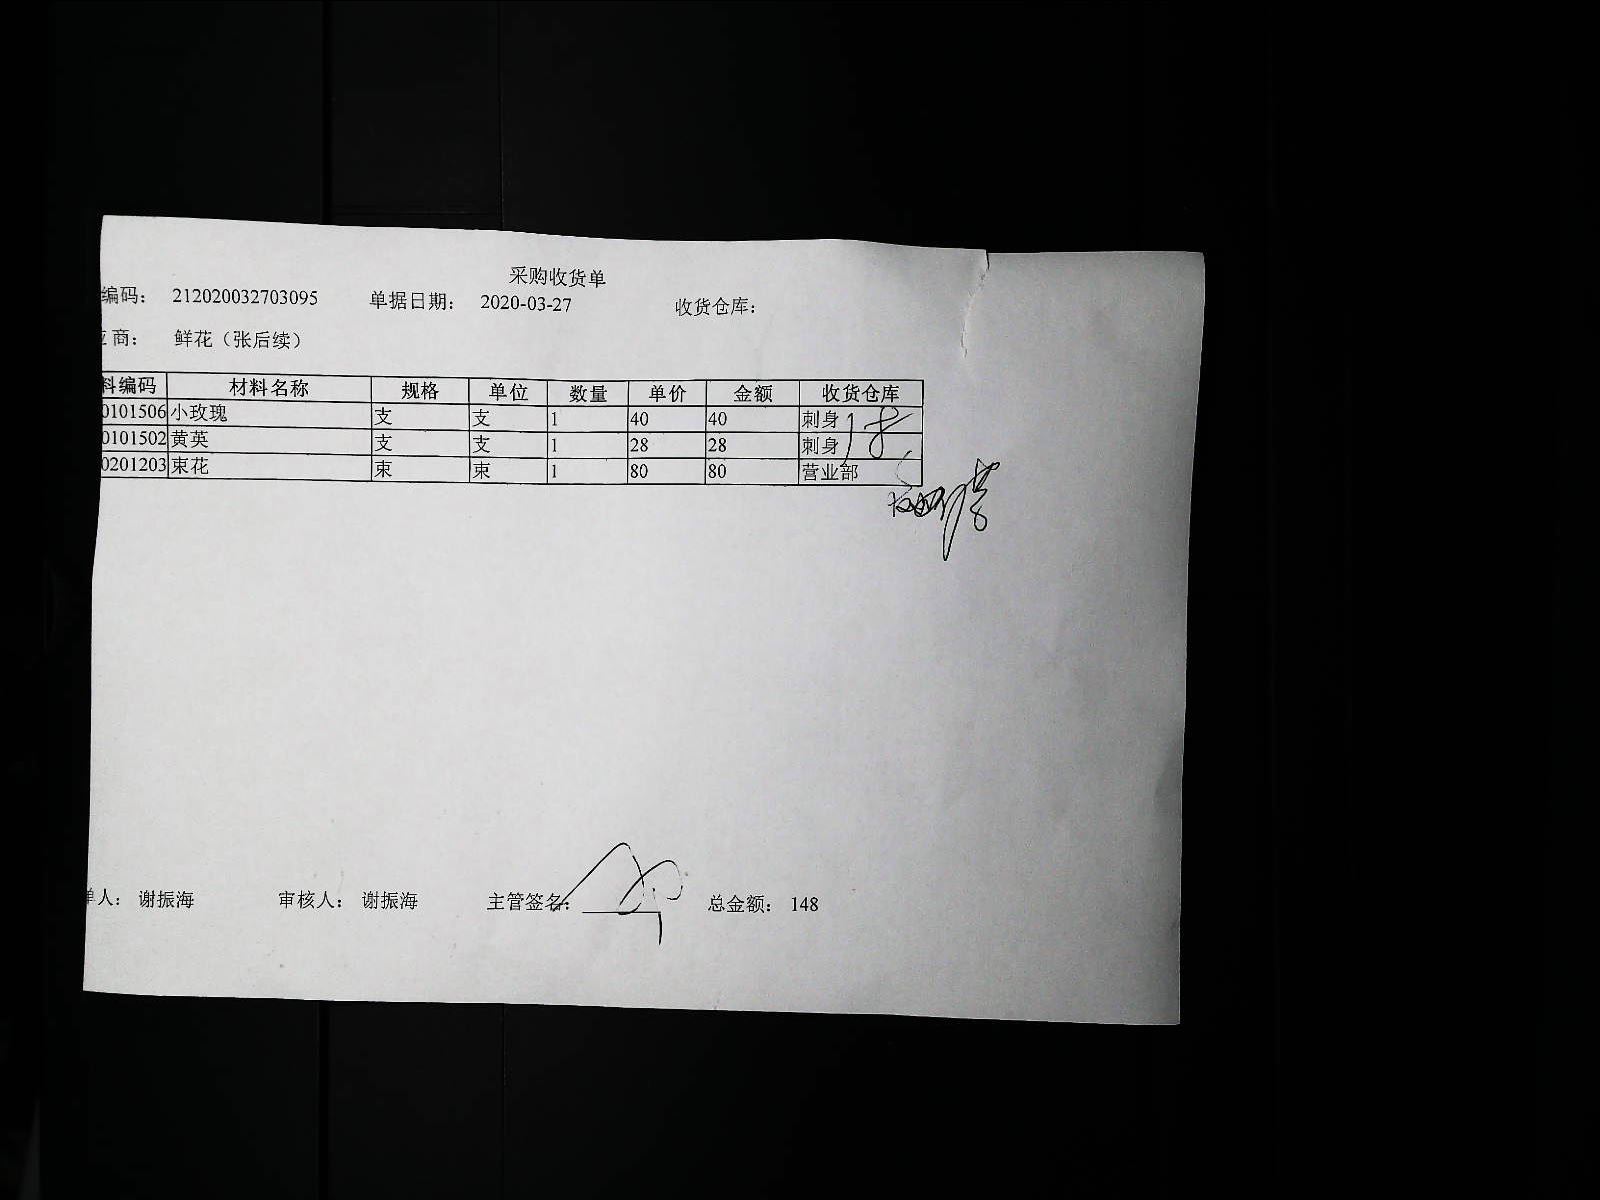 采购收货单
编码： 212020032703095 单据日期： 2020-03-27 收货仓库：
商： 鲜花（张后续）
料编码 材料名称 规格 单位 数量 单价 金额 收货仓库
0101506 小玫瑰 支 支 1 40 40 刺身
0101502 黄英 支 支 1 28 28 刺身
0201203 束花 束 束 1 80 80 营业部
单人： 谢振海 审核人： 谢振海 主管签名： 总金额： 148